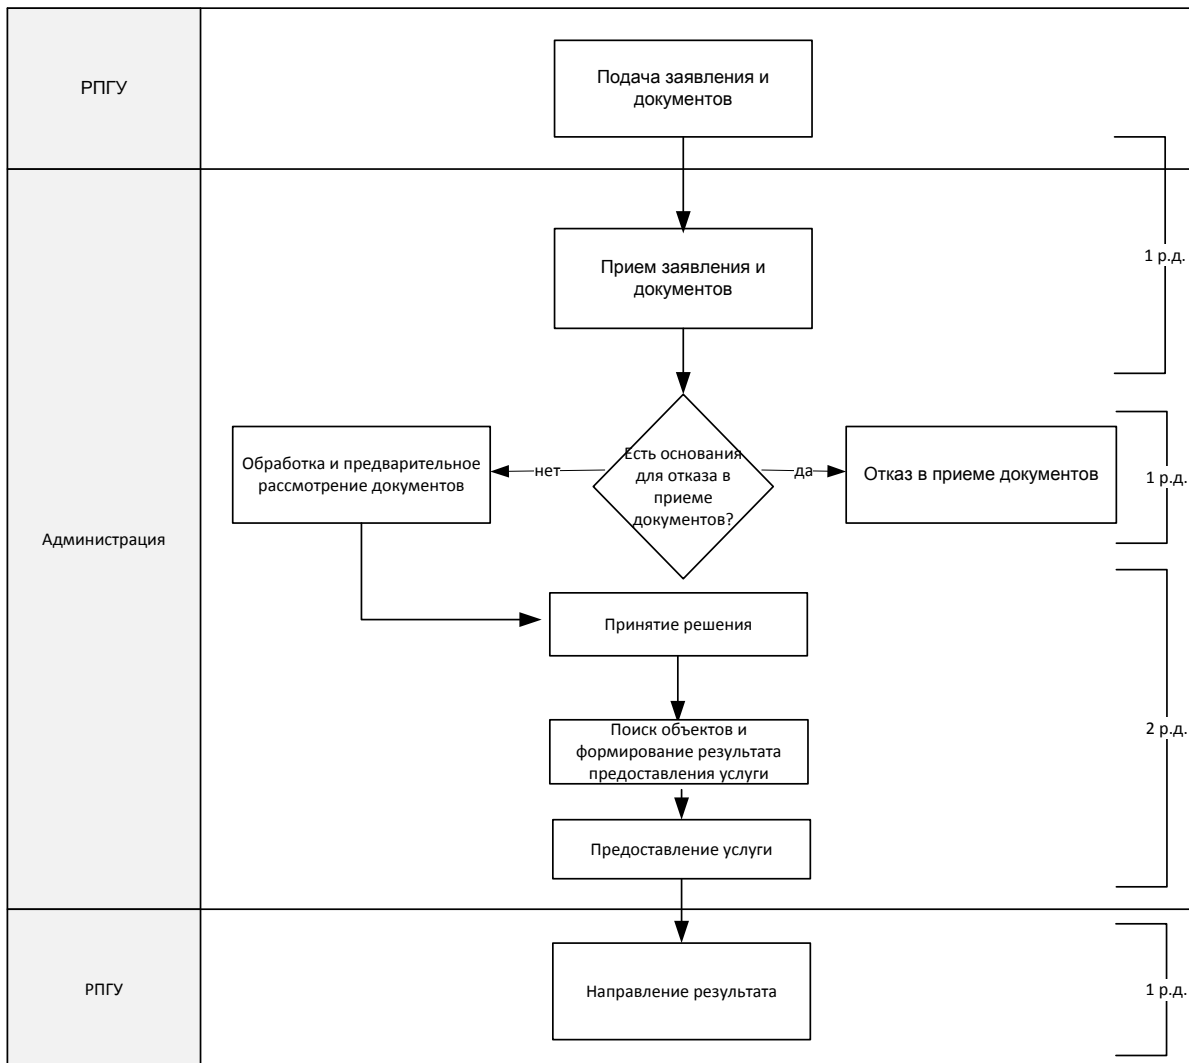 РПГУ
Подача заявления и
документов
Прием заявления и
документов
1 р.д.
Администрация
Обработка и предварительное
рассмотрение документов
нет
Есть основания
для отказа в
приеме
документов?
да
Отказ в приеме документов
1 р.д.
Принятие решения
Поиск объектов и
формирование результата
предоставления услуги
Предоставление услуги
2 р.д.
РПГУ
Направление результата
1 р.д.